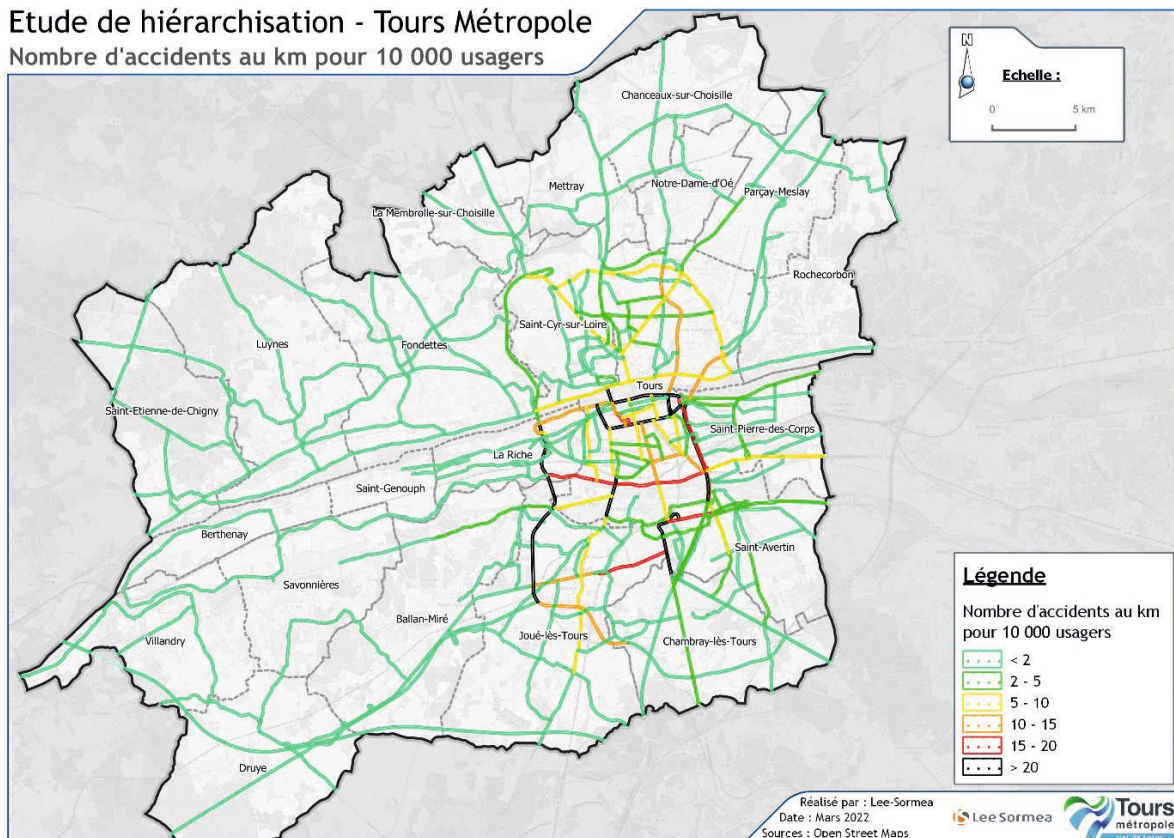 Etude de hiérarchisation - Tours Métropole
Nombre d'accidents au km pour 10 000 usagers
N
Echelle :
0 5 km
Chanceaux-sur-Choisille
Mettray
Notre-Dame-d'Oé
Parçay-Meslay
La Membrolle-sur-Choisille
Rochecorbon
Saint-Cyr-sur-Loire
Luynes
Fondettes
Tours
Saint-Etienne-de-Chigny
Saint-Pierre-des-Corps
La Riche
Saint-Genouph
Berthenay
Saint-Avertin
Savonnières
Ballan-Miré
Villandry
Joué-lès-Tours
Chambray-lès-Tours
Druye
Légende
Nombre d'accidents au km
pour 10 000 usagers
< 2
2 - 5
5 - 10
10 - 15
15 - 20
> 20
Réalisé par : Lee-Sormea
Date : Mars 2022
Sources : Open Street Maps
Lee Sormea
Tours
métropole